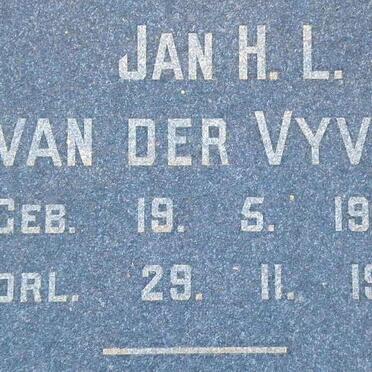 JAN H. L.
VAN DER VYV
GEB. 19. 5. 19
ORL. 29. 11. 19